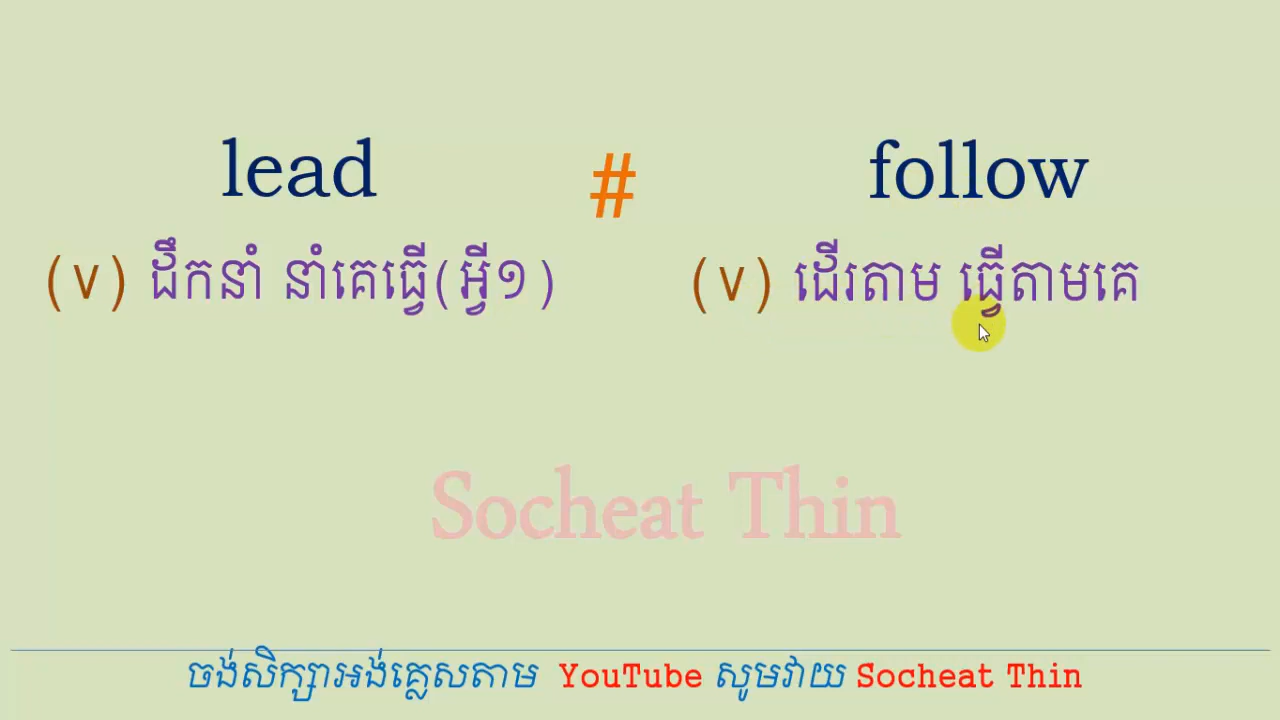 lead # follow
(v) ដឹកនាំ នាំគេធ្វើ(អ្វី១) (v) ដើរតាម ធ្វើតាមគេ
Socheat Thin
ចង់សិក្សាអង់គ្លេសតាម YouTube សូមវាយ Socheat Thin